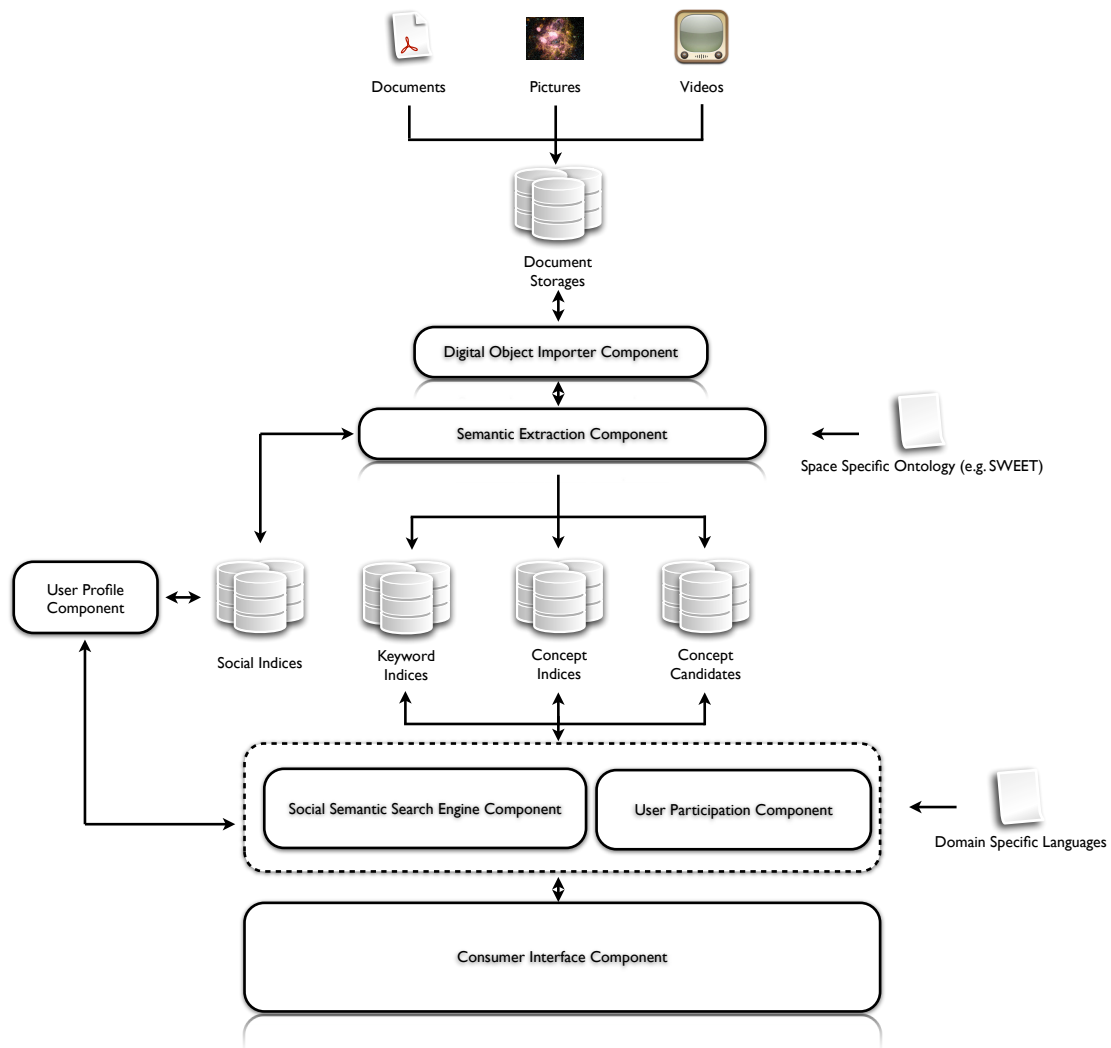 Documents
Pictures
Videos
Document
Storages
Digital Object Importer Component
Semantic Extraction Component
Space Specific Ontology (e.g. SWEET)
User Profile
Component
Social Indices
Keyword
Indices
Concept
Indices
Concept
Candidates
Social Semantic Search Engine Component
User Participation Component
Domain Specific Languages
Consumer Interface Component